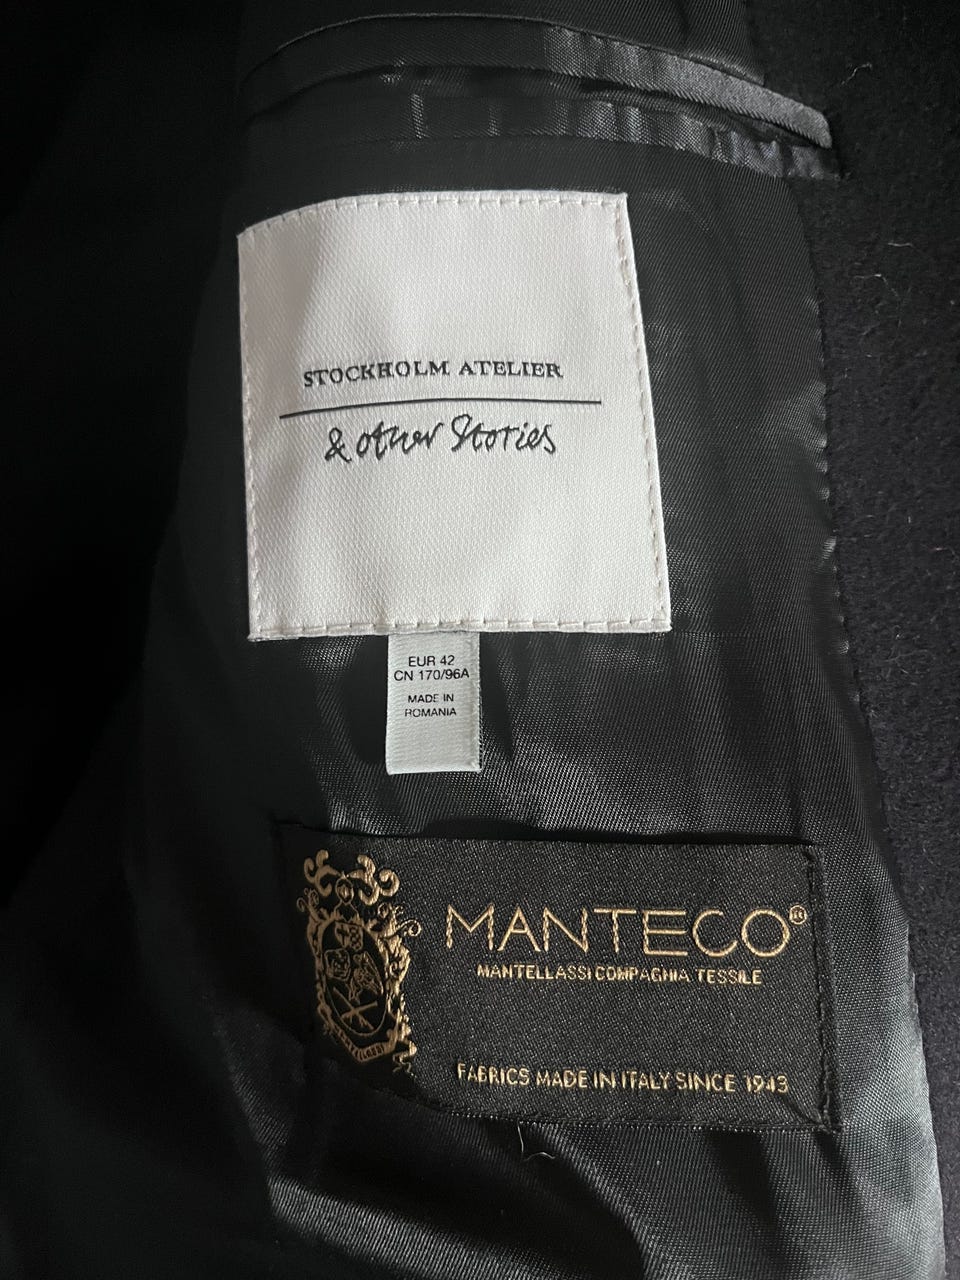 STOCKHOLM ATELIER
& other Stories
EUR 42
CN 170/96A
MADE IN
ROMANIA
MANTECO®
MANTELLASSI COMPAGNIA TESSILE
FABRICS MADE IN ITALY SINCE 1943